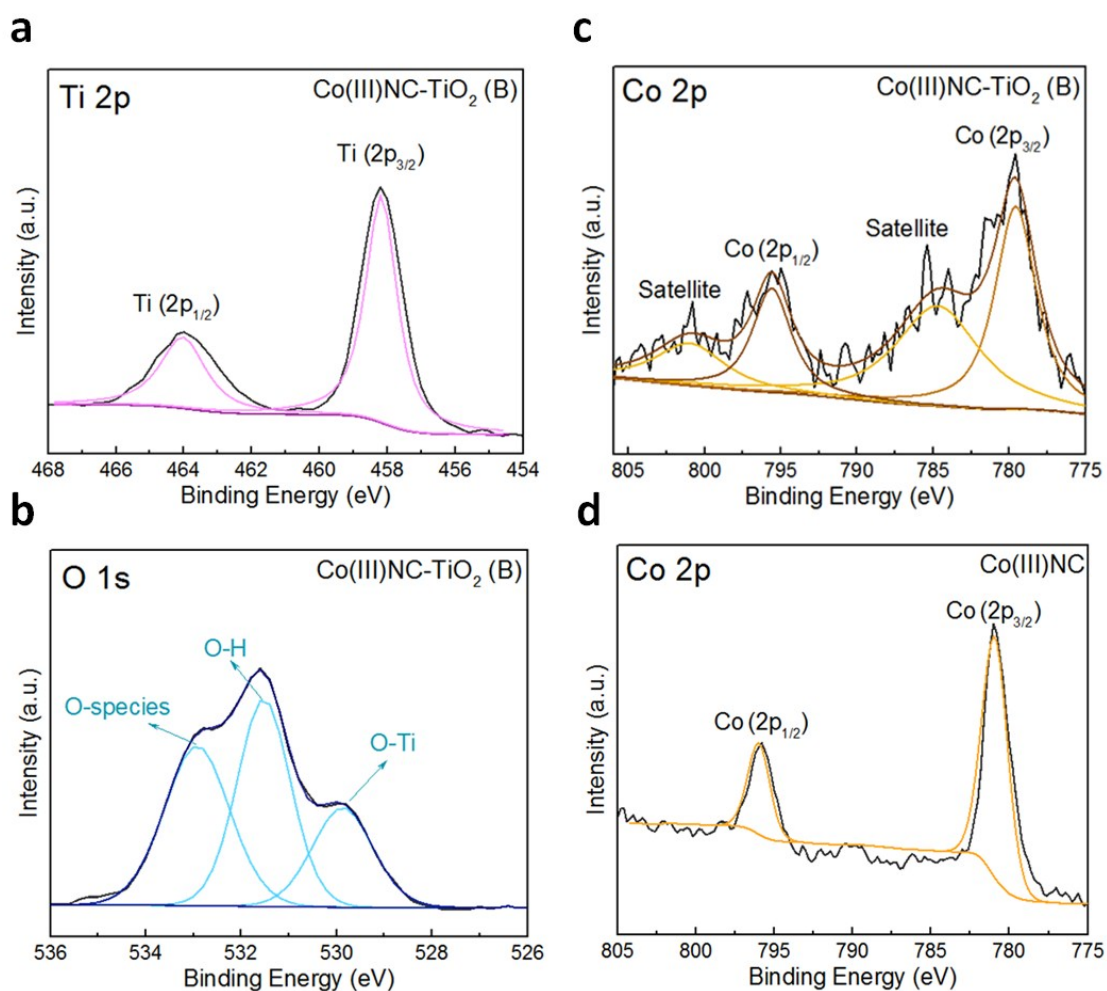 a
Ti 2p
Co(III)NC-TiO₂ (B)
Ti (2p₃/₂)
Ti (2p₁/₂)
Intensity (a.u.)
468 466 464 462 460 458 456 454
Binding Energy (eV)
b
O 1s
Co(III)NC-TiO₂ (B)
O-H
O-species
O-Ti
Intensity (a.u.)
536 534 532 530 528 526
Binding Energy (eV)
c
Co 2p
Co(III)NC-TiO₂ (B)
Co (2p₃/₂)
Satellite
Co (2p₁/₂)
Satellite
Intensity (a.u.)
805 800 795 790 785 780 775
Binding Energy (eV)
d
Co 2p
Co(III)NC
Co (2p₃/₂)
Co (2p₁/₂)
Intensity (a.u.)
805 800 795 790 785 780 775
Binding Energy (eV)